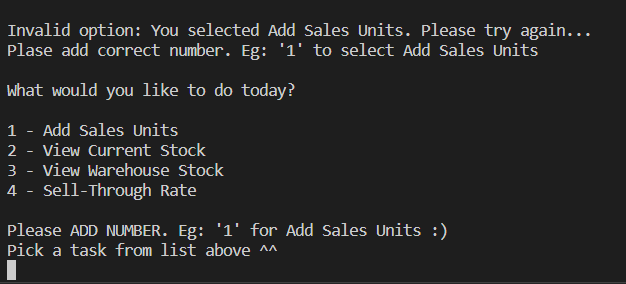 Invalid option: You selected Add Sales Units. Please try again...
Plase add correct number. Eg: '1' to select Add Sales Units
What would you like to do today?
1 - Add Sales Units
2 - View Current Stock
3 - View Warehouse Stock
4 - Sell-Through Rate
Please ADD NUMBER. Eg: '1' for Add Sales Units :)
Pick a task from list above ^^